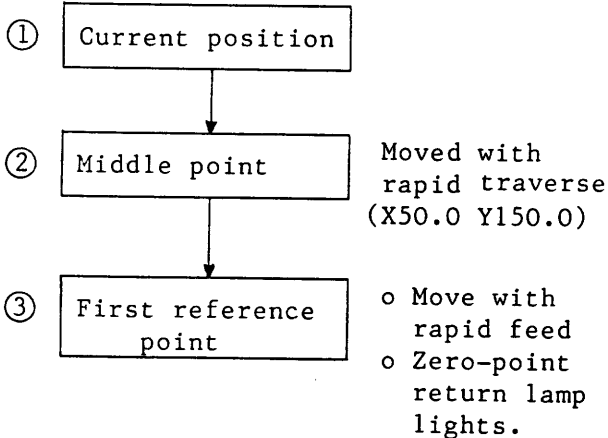 ① Current position
② Middle point
Moved with
rapid traverse
(X50.0 Y150.0)
③ First reference
point
o Move with
rapid feed
o Zero-point
return lamp
lights.